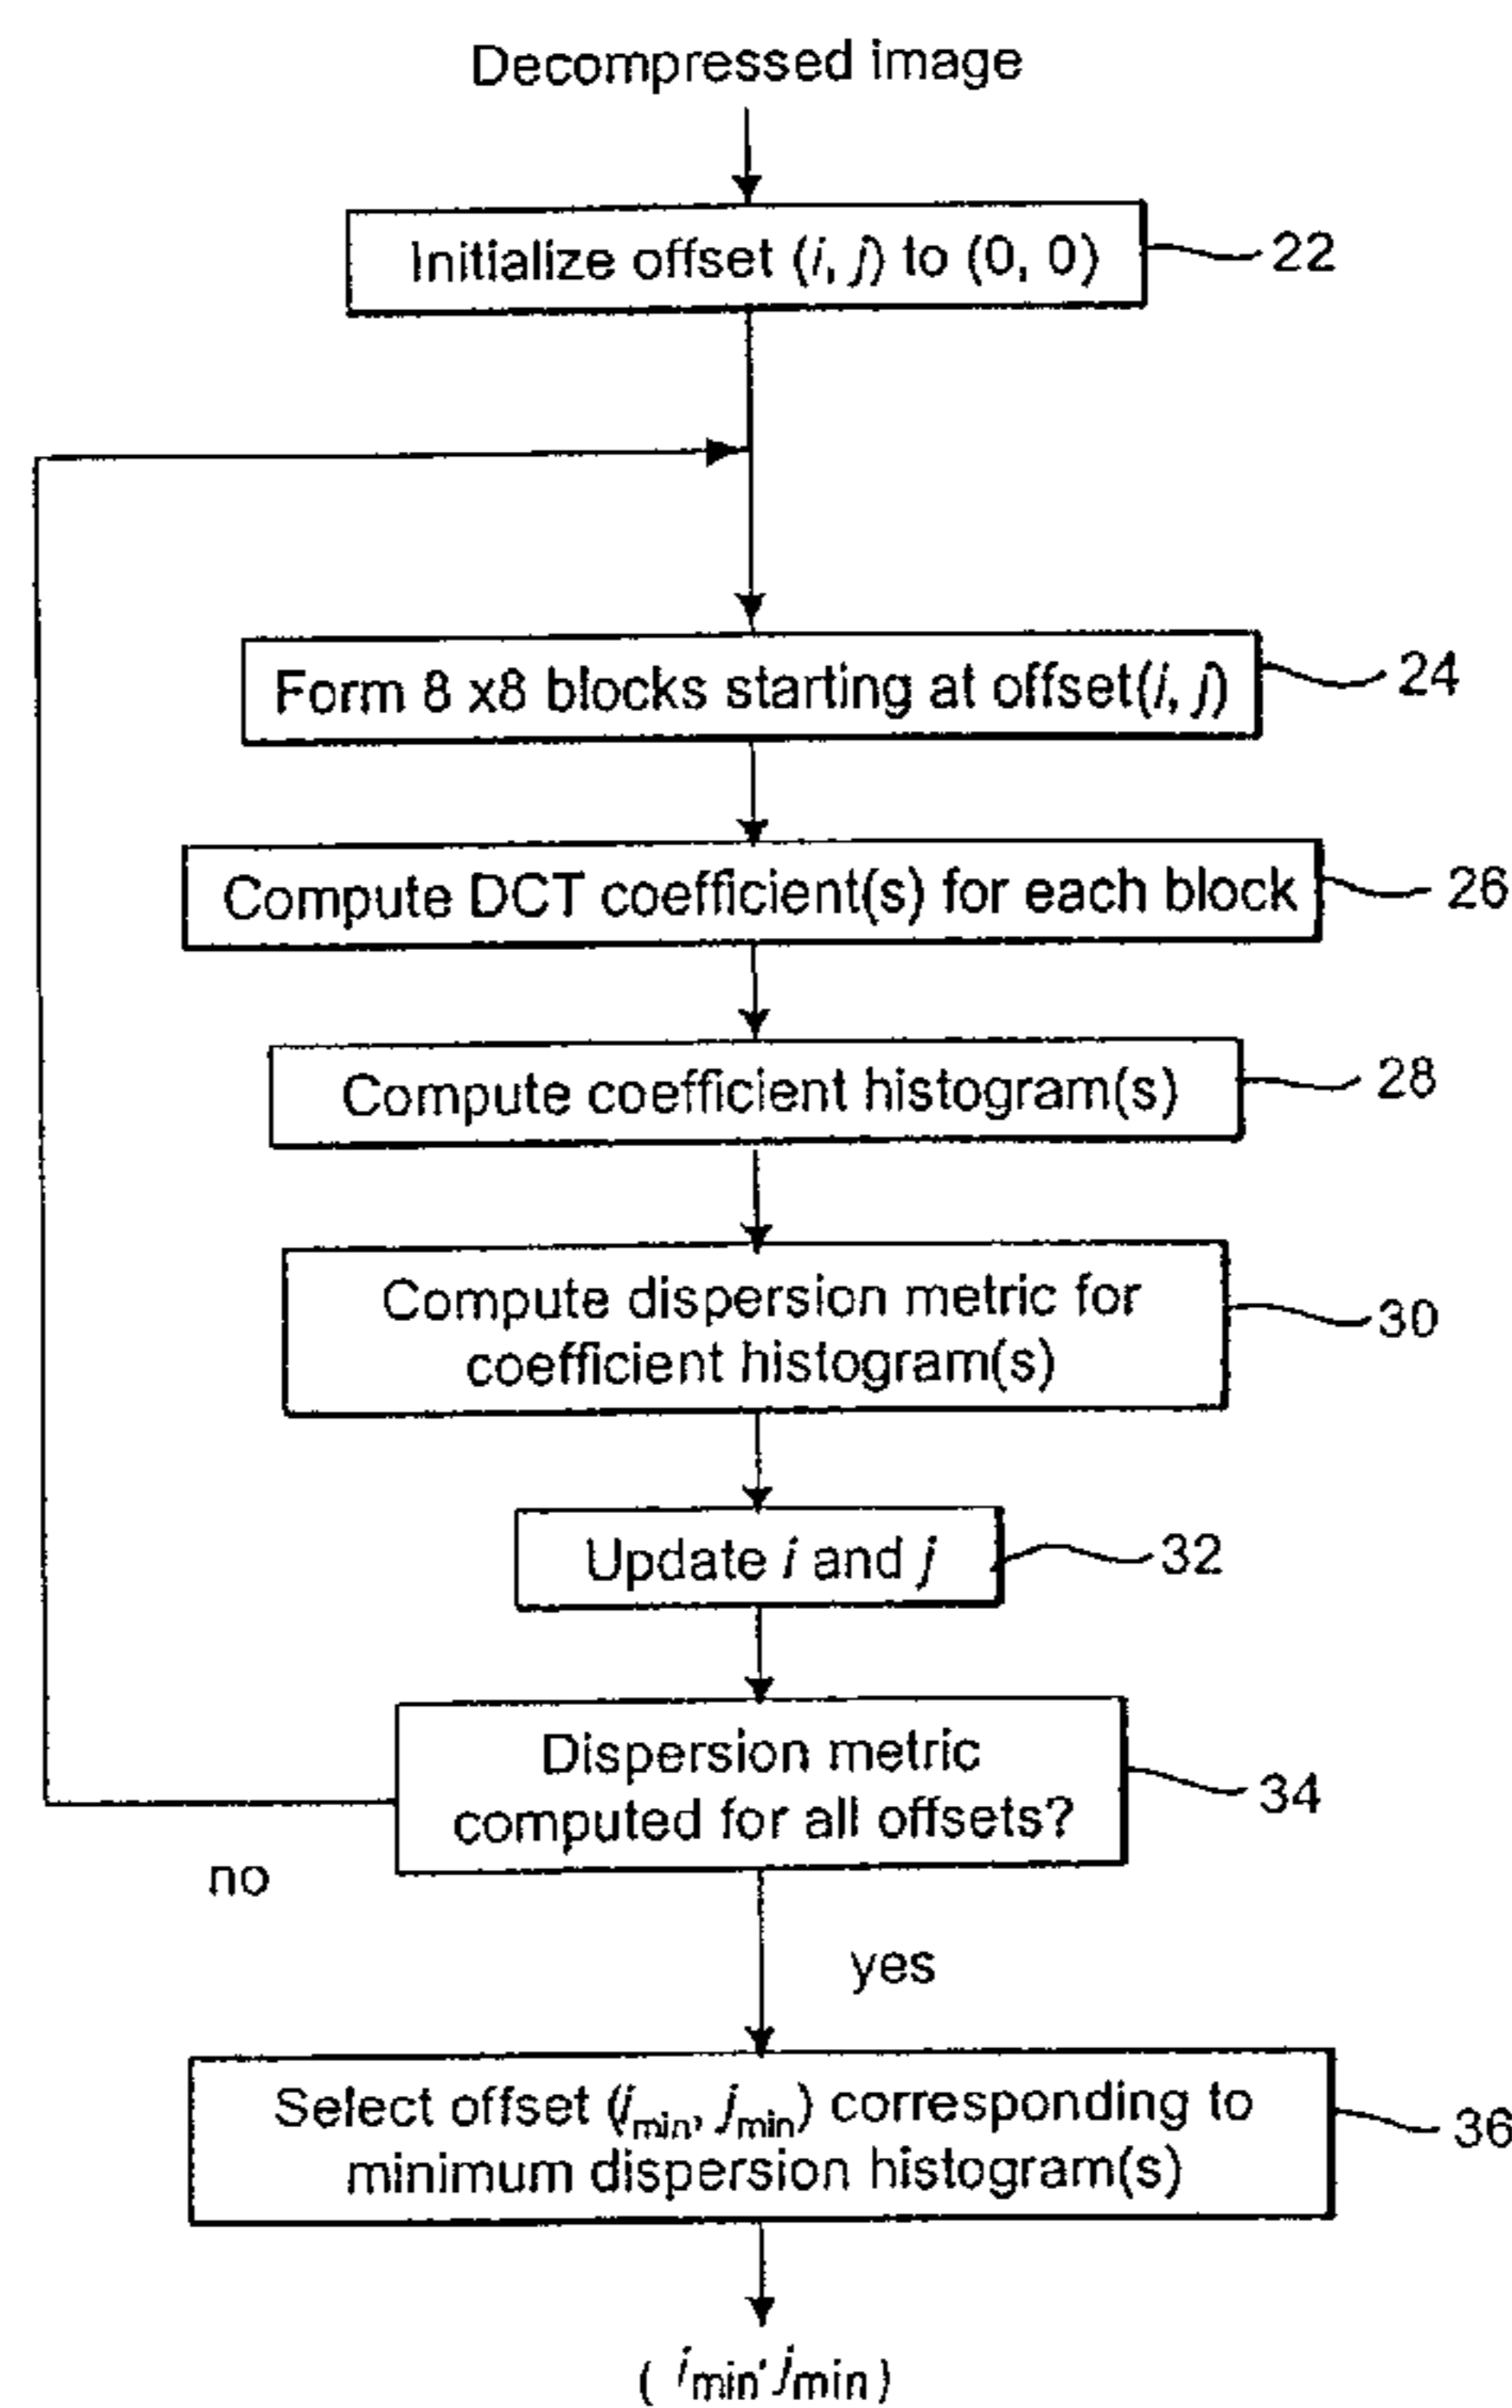 Decompressed image
Initialize offset (i, j) to (0, 0)
22
Form 8 x8 blocks starting at offset(i, j)
24
Compute DCT coefficient(s) for each block
26
Compute coefficient histogram(s)
28
Compute dispersion metric for
coefficient histogram(s)
30
Update i and j
32
Dispersion metric
computed for all offsets?
34
no
yes
Select offset (imin, jmin) corresponding to
minimum dispersion histogram(s)
36
( imin, jmin )